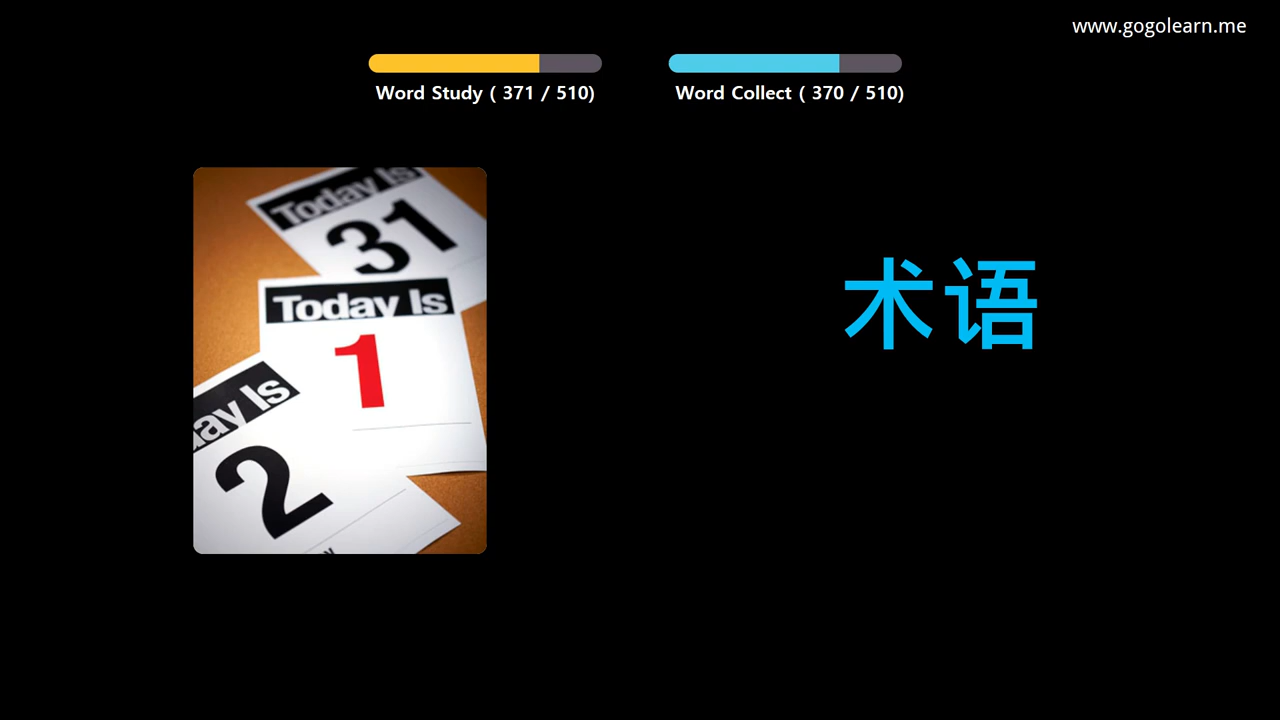 www.gogolearn.me
Word Study ( 371 / 510)
Word Collect ( 370 / 510)
Today Is
31
Today Is
1
ay Is
2
术语